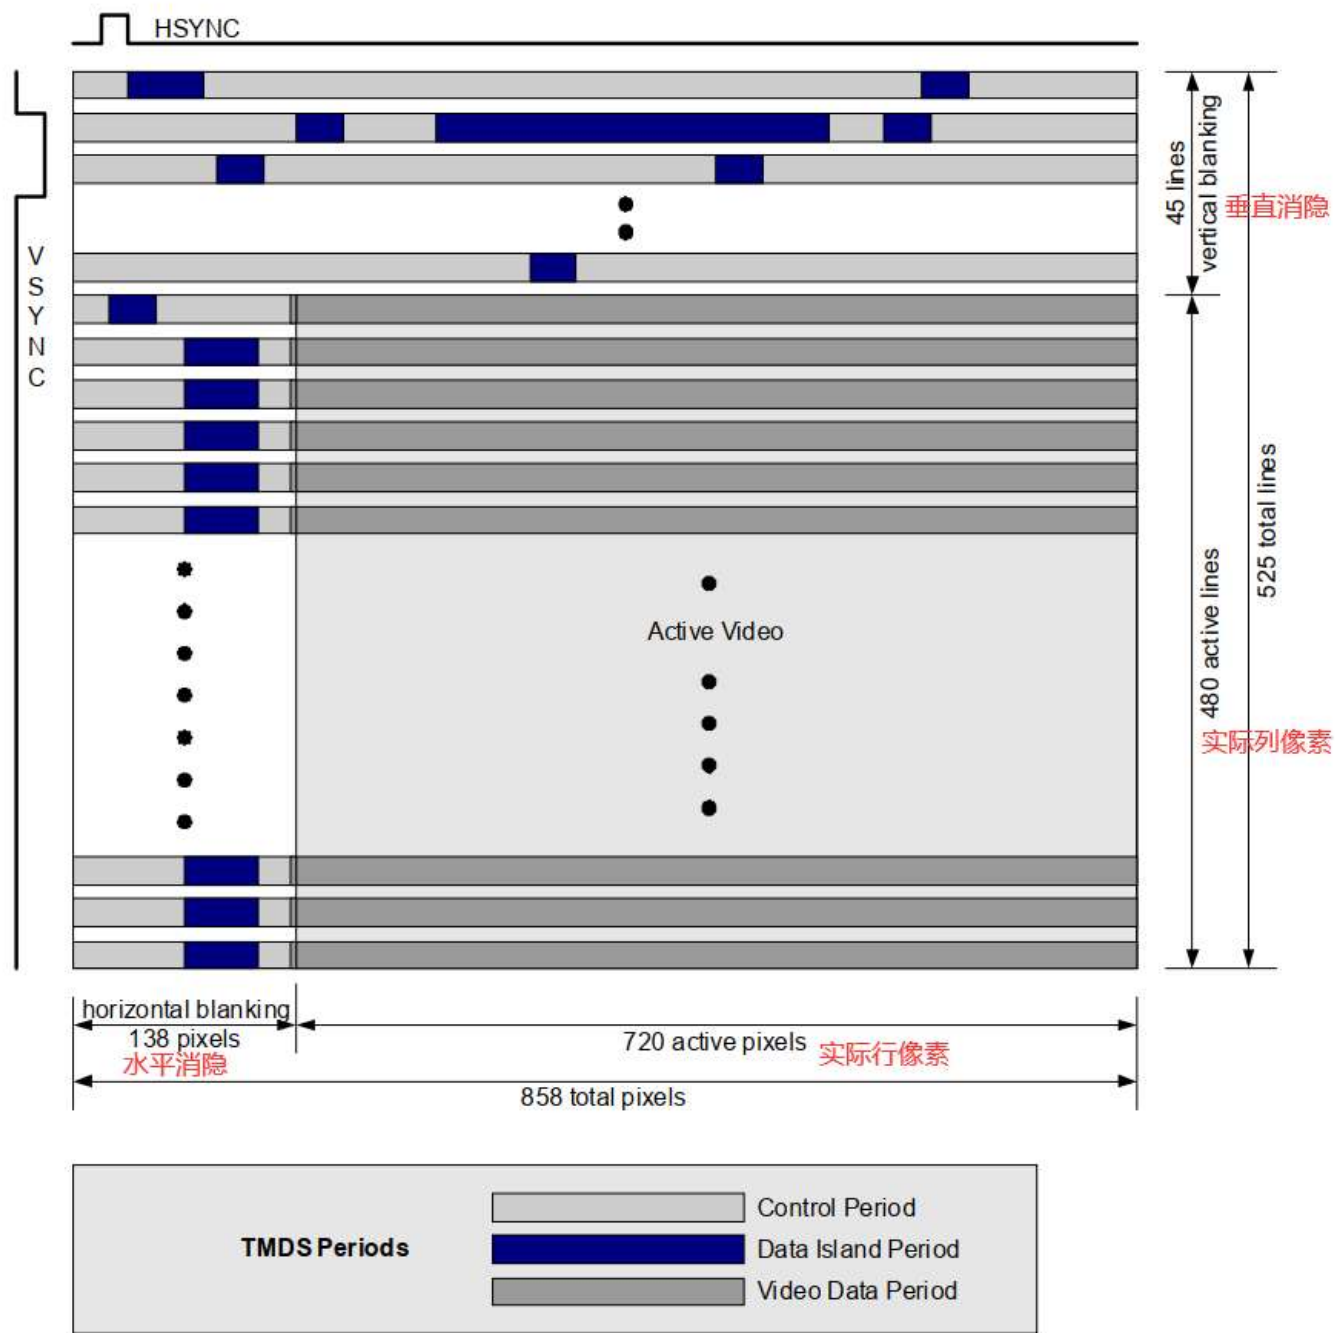 HSYNC
VSYNC
45 lines
vertical blanking
垂直消隐
525 total lines
480 active lines
实际列像素
Active Video
horizontal blanking
138 pixels
水平消隐
720 active pixels
实际行像素
858 total pixels
TMDS Periods
Control Period
Data Island Period
Video Data Period